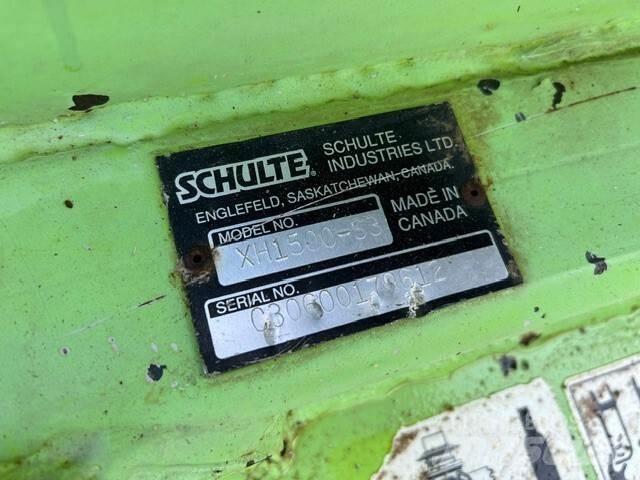 SCHULTE®
SCHULTE
INDUSTRIES LTD.
ENGLEFELD, SASKATCHEWAN, CANADA.
MODEL NO.
XH1500-S3
MADE IN
CANADA
SERIAL NO.